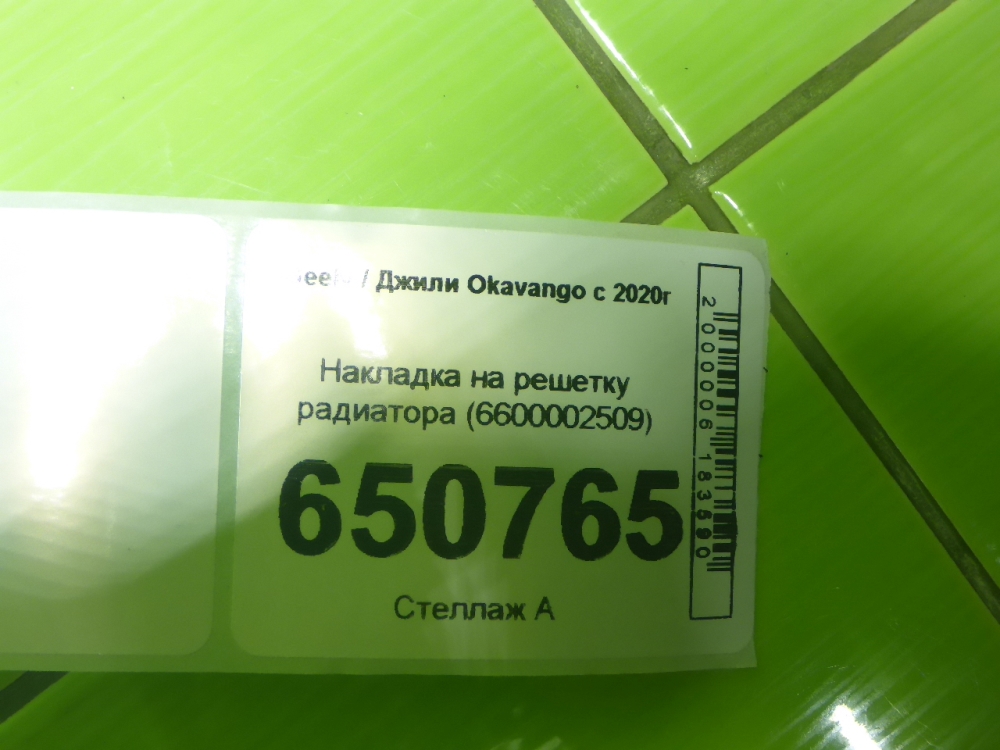 / Джили Okavango с 2020г
Накладка на решетку
радиатора (6600002509)
650765
Стеллаж А